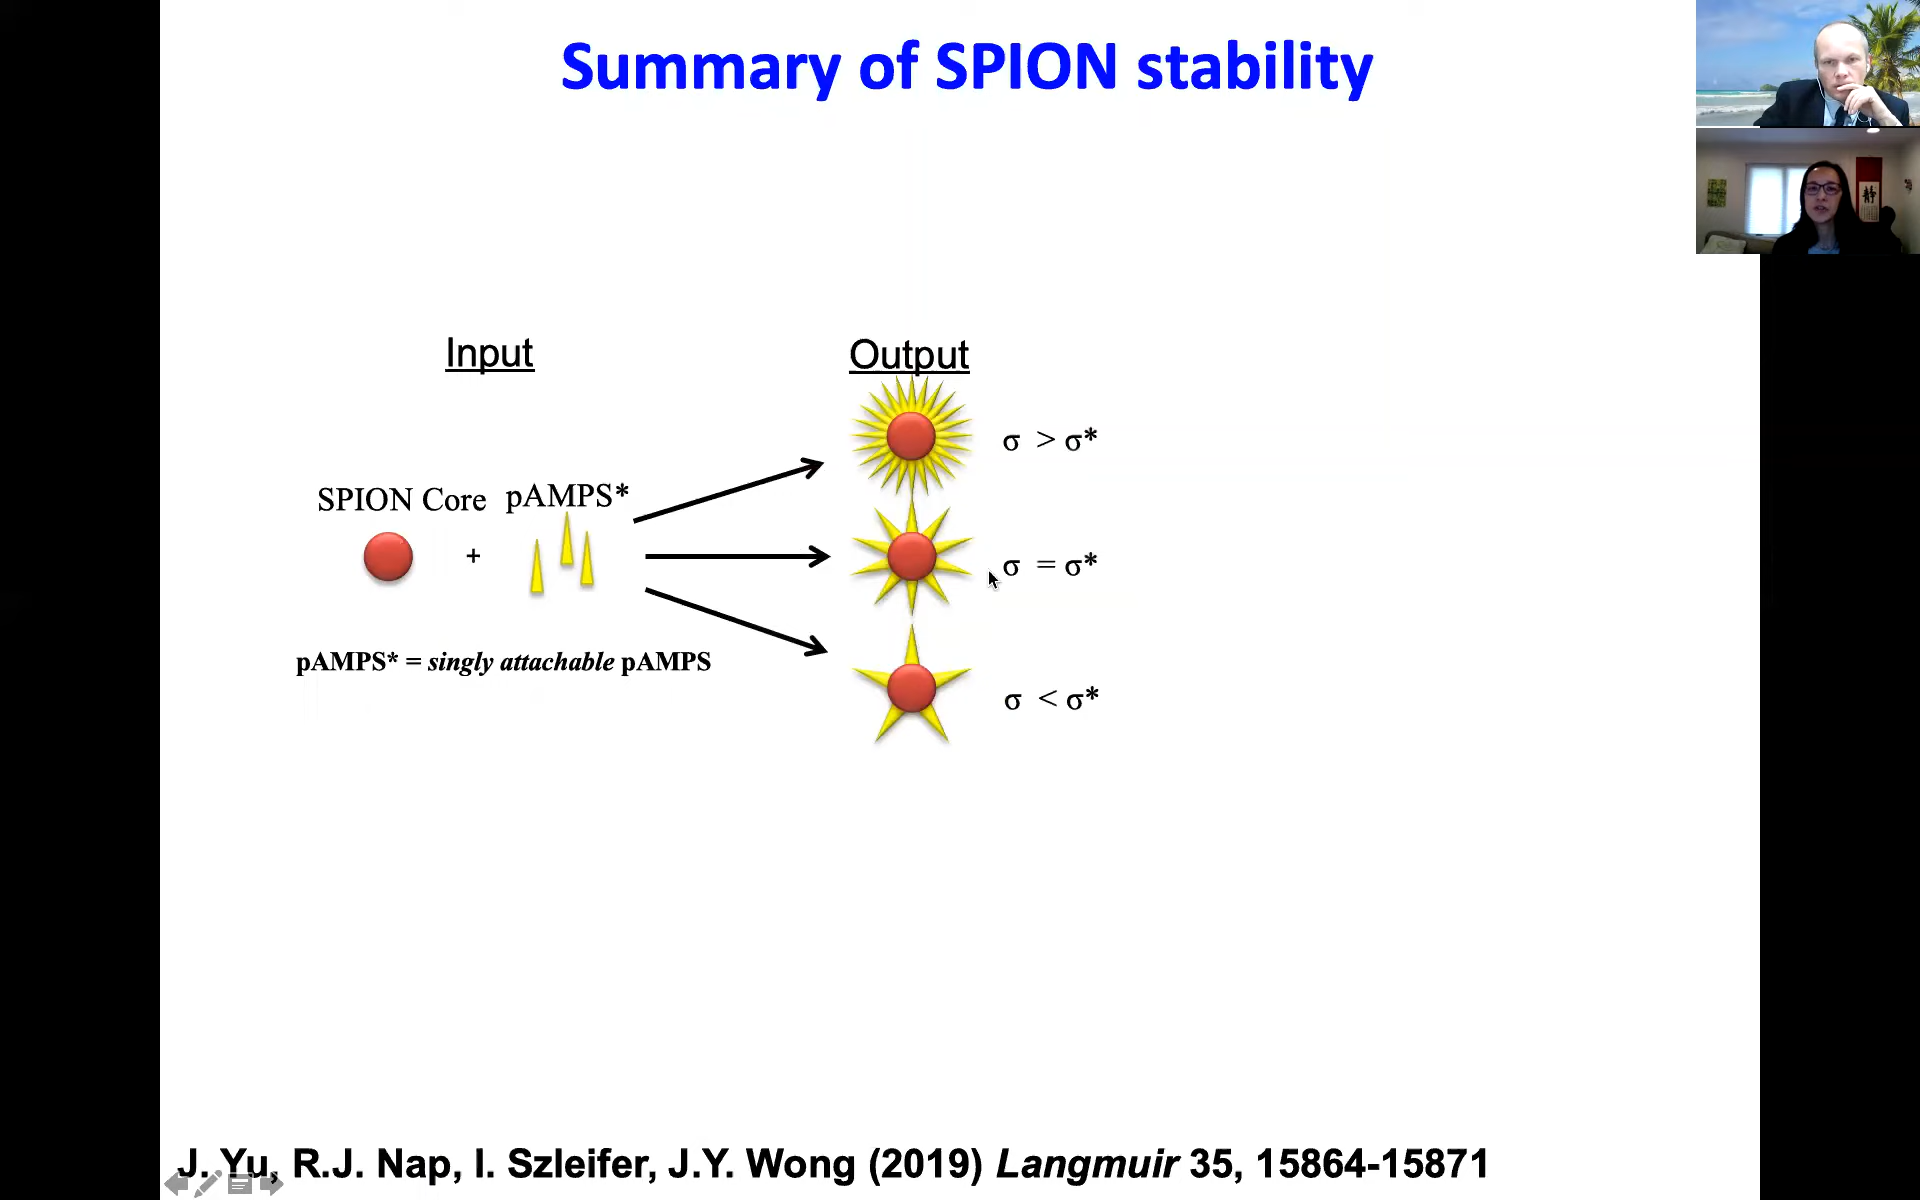 Summary of SPION stability
Input
Output
σ > σ*
SPION Core pAMPS*
+
σ = σ*
pAMPS* = singly attachable pAMPS
σ < σ*
J. Yu, R.J. Nap, I. Szleifer, J.Y. Wong (2019) Langmuir 35, 15864-15871